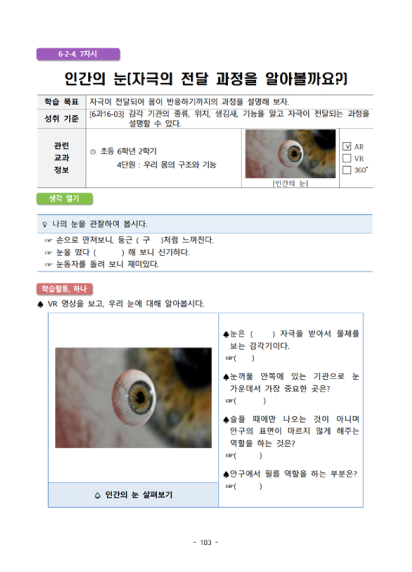 6-2-4, 7차시
인간의 눈(자극의 전달 과정을 알아볼까요?)
학습 목표
자극이 전달되어 몸이 반응하기까지의 과정을 설명해 보자.
성취 기준
[6과16-03] 감각 기관의 종류, 위치, 생김새, 기능을 알고 자극이 전달되는 과정을
설명할 수 있다.
관련
교과
정보
⊙ 초등 6학년 2학기
4단원 : 우리 몸의 구조와 기능
[인간의 눈]
V AR
VR
360°
생각 열기
♀ 나의 눈을 관찰하여 봅시다.
☞ 손으로 만져보니, 둥근 ( 구 )처럼 느껴진다.
☞ 눈을 떴다 ( ) 해 보니 신기하다.
☞ 눈동자를 돌려 보니 재미있다.
학습활동, 하나
♠ VR 영상을 보고, 우리 눈에 대해 알아봅시다.
♠눈은 ( ) 자극을 받아서 물체를
보는 감각기이다.
☞( )
♠눈꺼풀 안쪽에 있는 기관으로 눈
가운데서 가장 중요한 곳은?
☞( )
♠슬플 때에만 나오는 것이 아니며
안구의 표면이 마르지 않게 해주는
역할을 하는 것은?
☞( )
♠안구에서 필름 역할을 하는 부분은?
☞( )
♤ 인간의 눈 살펴보기
- 103 -